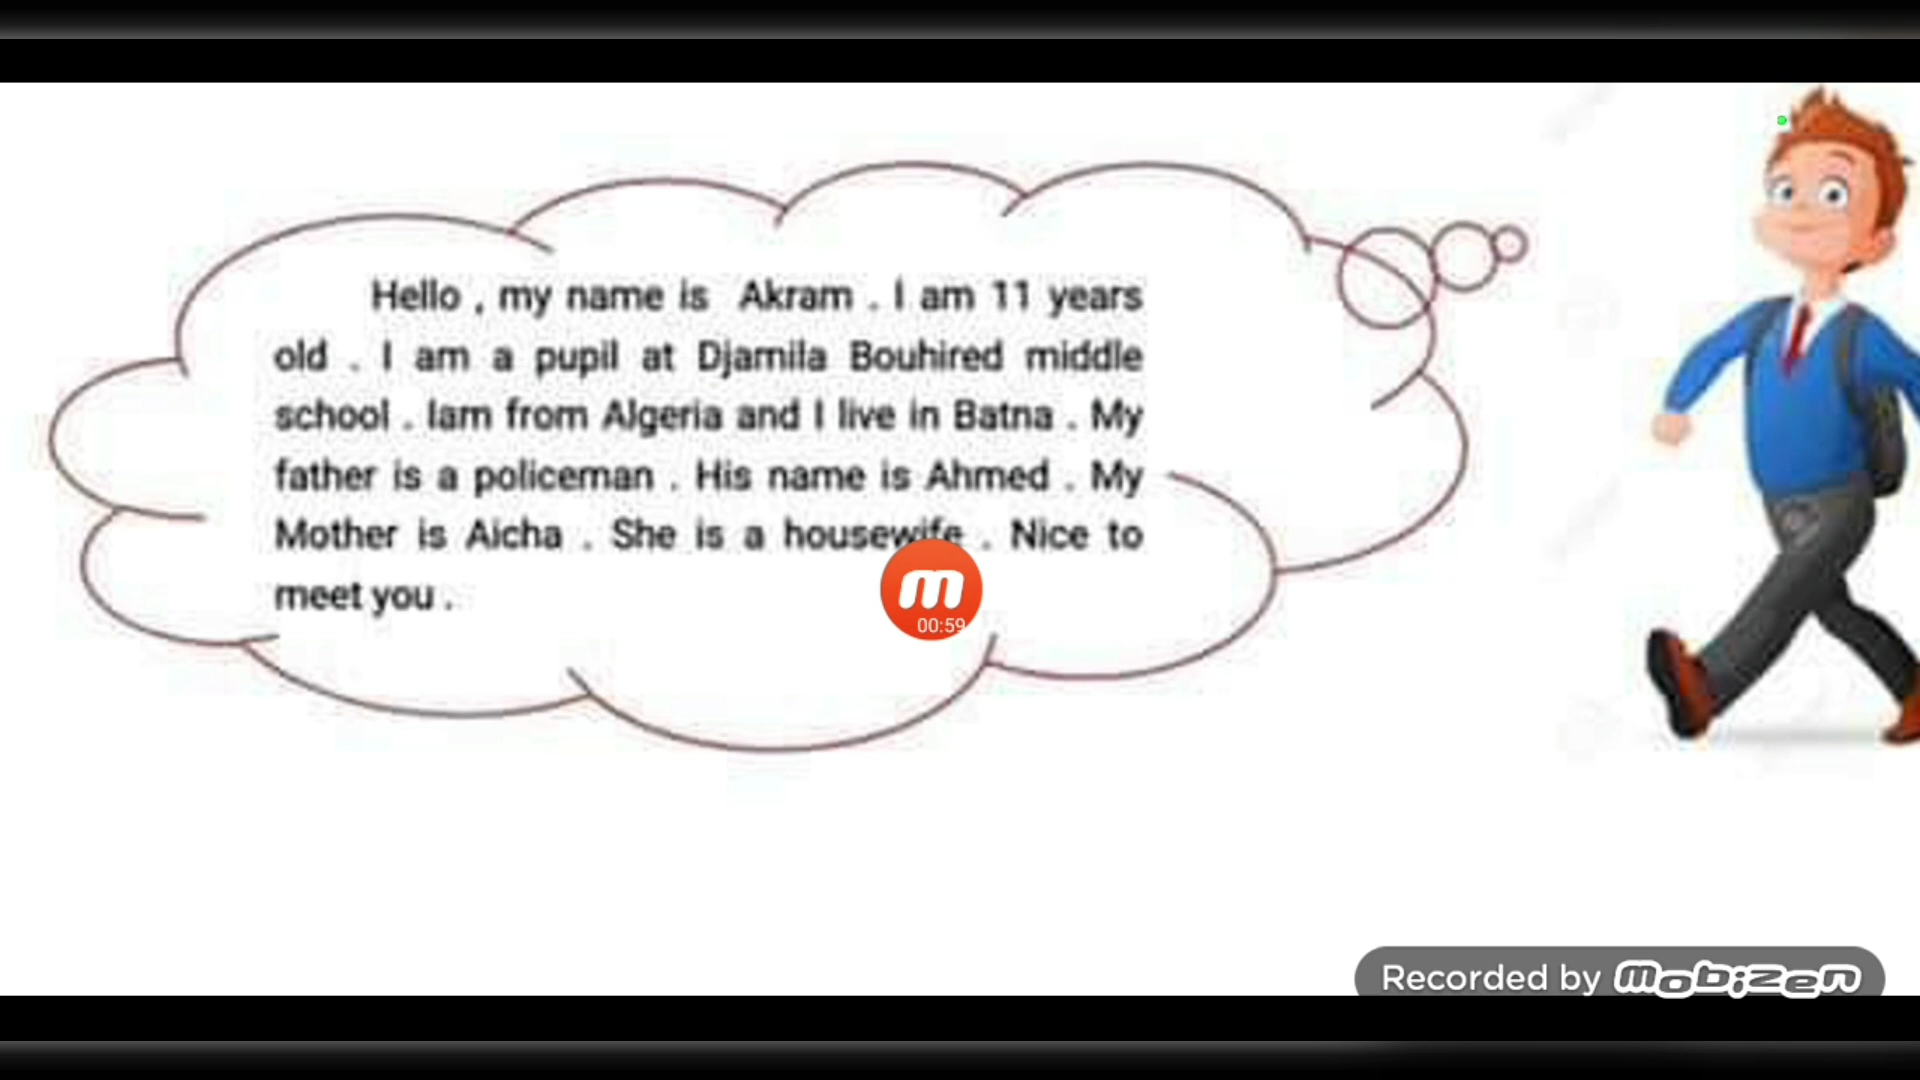 Hello , my name is Akram . I am 11 years
old . I am a pupil at Djamila Bouhired middle
school . Iam from Algeria and I live in Batna . My
father is a policeman . His name is Ahmed . My
Mother is Aicha . She is a housewife . Nice to
meet you .
m
00:59
Recorded by mobizen